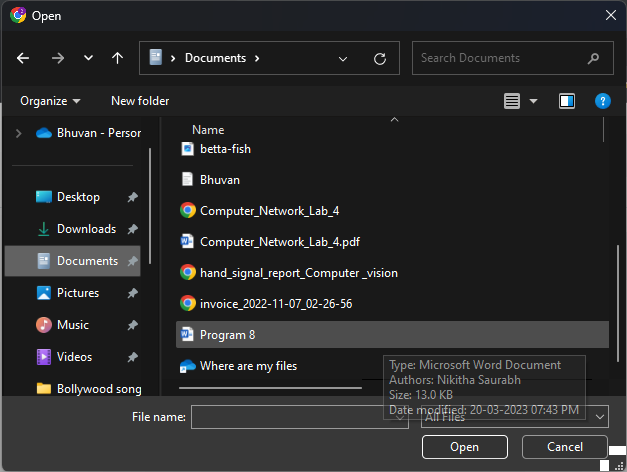 Open
Documents
Search Documents
Organize
New folder
?
Bhuvan - Person
Desktop
Downloads
Documents
Pictures
Music
Videos
Bollywood song
Name
betta-fish
Bhuvan
Computer_Network_Lab_4
Computer_Network_Lab_4.pdf
hand_signal_report_Computer _vision
invoice_2022-11-07_02-26-56
Program 8
Where are my files
Type: Microsoft Word Document
Authors: Nikitha Saurabh
Size: 13.0 KB
Date modified: 20-03-2023 07:43 PM
File name:
All Files
Open
Cancel